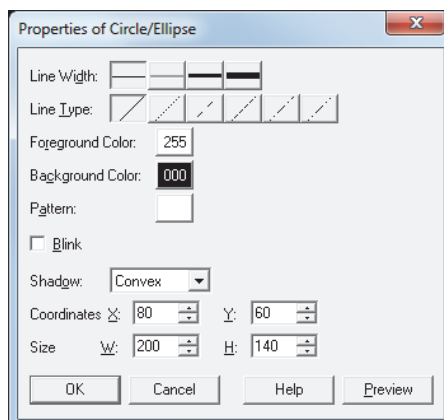 Properties of Circle/Ellipse
Line Width:
Line Type:
Foreground Color: 255
Background Color: 000
Pattern:
Blink
Shadow: Convex
Coordinates X: 80 Y: 60
Size W: 200 H: 140
OK Cancel Help Preview